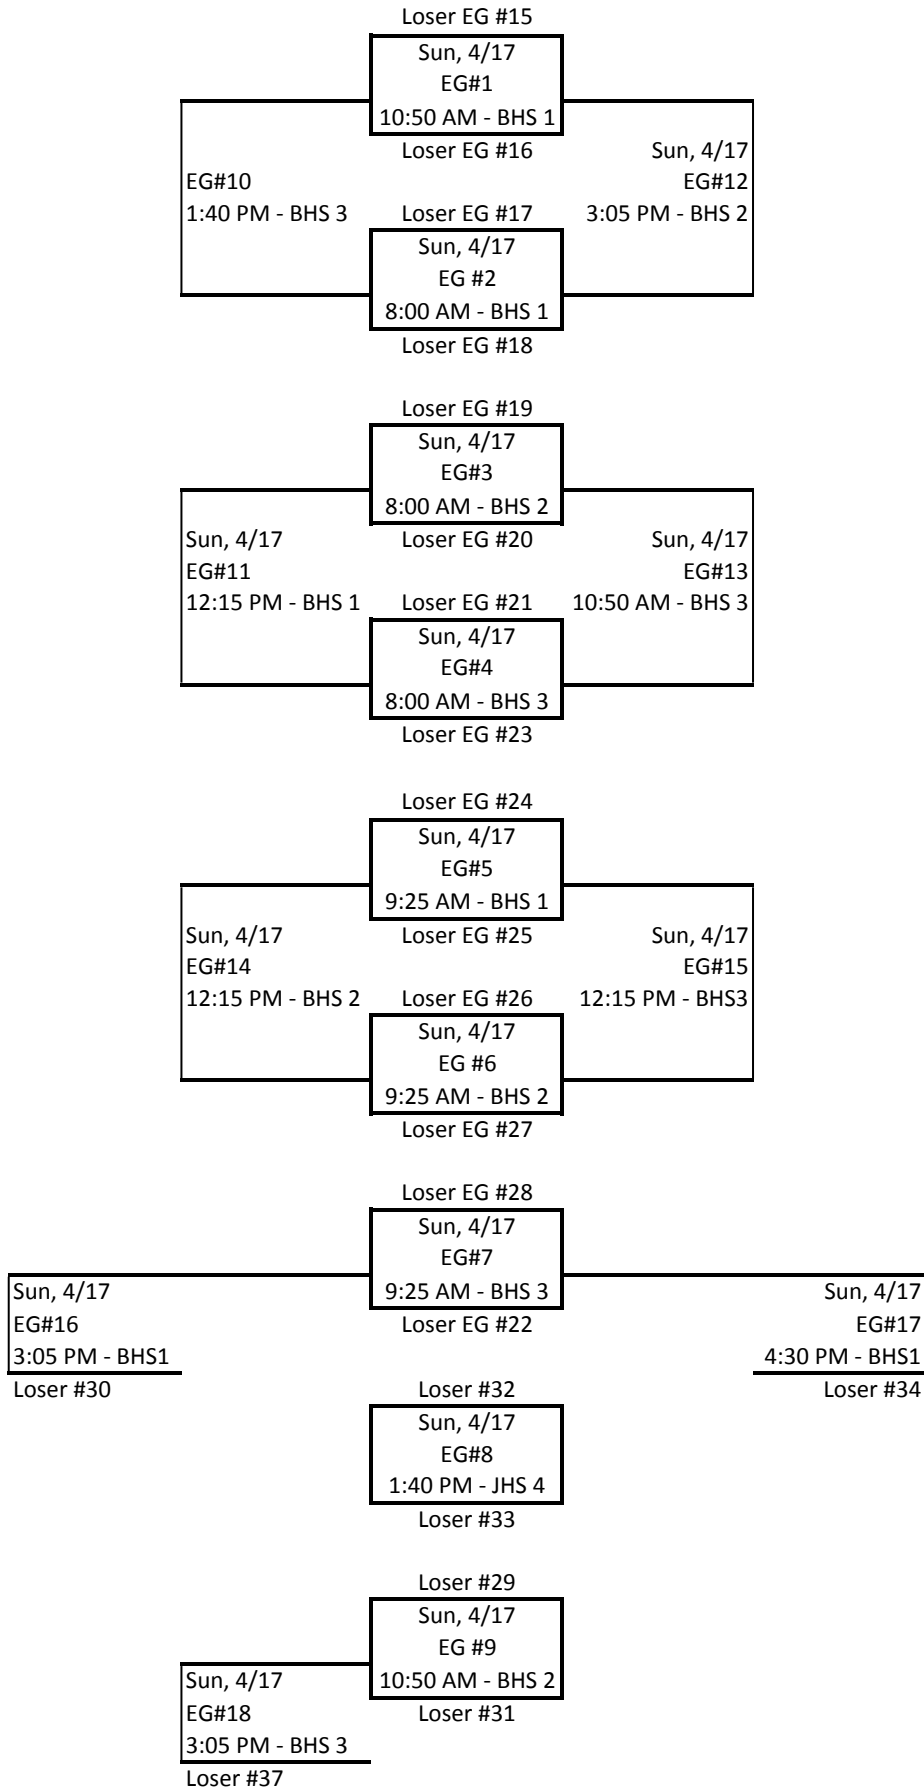 Loser EG #15
Sun, 4/17
EG#1
10:50 AM - BHS 1
Loser EG #16
Sun, 4/17
EG#10
EG#12
1:40 PM - BHS 3
Loser EG #17
3:05 PM - BHS 2
Sun, 4/17
EG #2
8:00 AM - BHS 1
Loser EG #18
Loser EG #19
Sun, 4/17
EG#3
8:00 AM - BHS 2
Sun, 4/17
Loser EG #20
Sun, 4/17
EG#11
EG#13
12:15 PM - BHS 1
Loser EG #21
10:50 AM - BHS 3
Sun, 4/17
EG#4
8:00 AM - BHS 3
Loser EG #23
Loser EG #24
Sun, 4/17
EG#5
9:25 AM - BHS 1
Sun, 4/17
Loser EG #25
Sun, 4/17
EG#14
EG#15
12:15 PM - BHS 2
Loser EG #26
12:15 PM - BHS3
Sun, 4/17
EG #6
9:25 AM - BHS 2
Loser EG #27
Loser EG #28
Sun, 4/17
EG#7
Sun, 4/17
9:25 AM - BHS 3
Sun, 4/17
EG#16
Loser EG #22
EG#17
3:05 PM - BHS1
4:30 PM - BHS1
Loser #30
Loser #32
Loser #34
Sun, 4/17
EG#8
1:40 PM - JHS 4
Loser #33
Loser #29
Sun, 4/17
EG #9
Sun, 4/17
10:50 AM - BHS 2
EG#18
Loser #31
3:05 PM - BHS 3
Loser #37